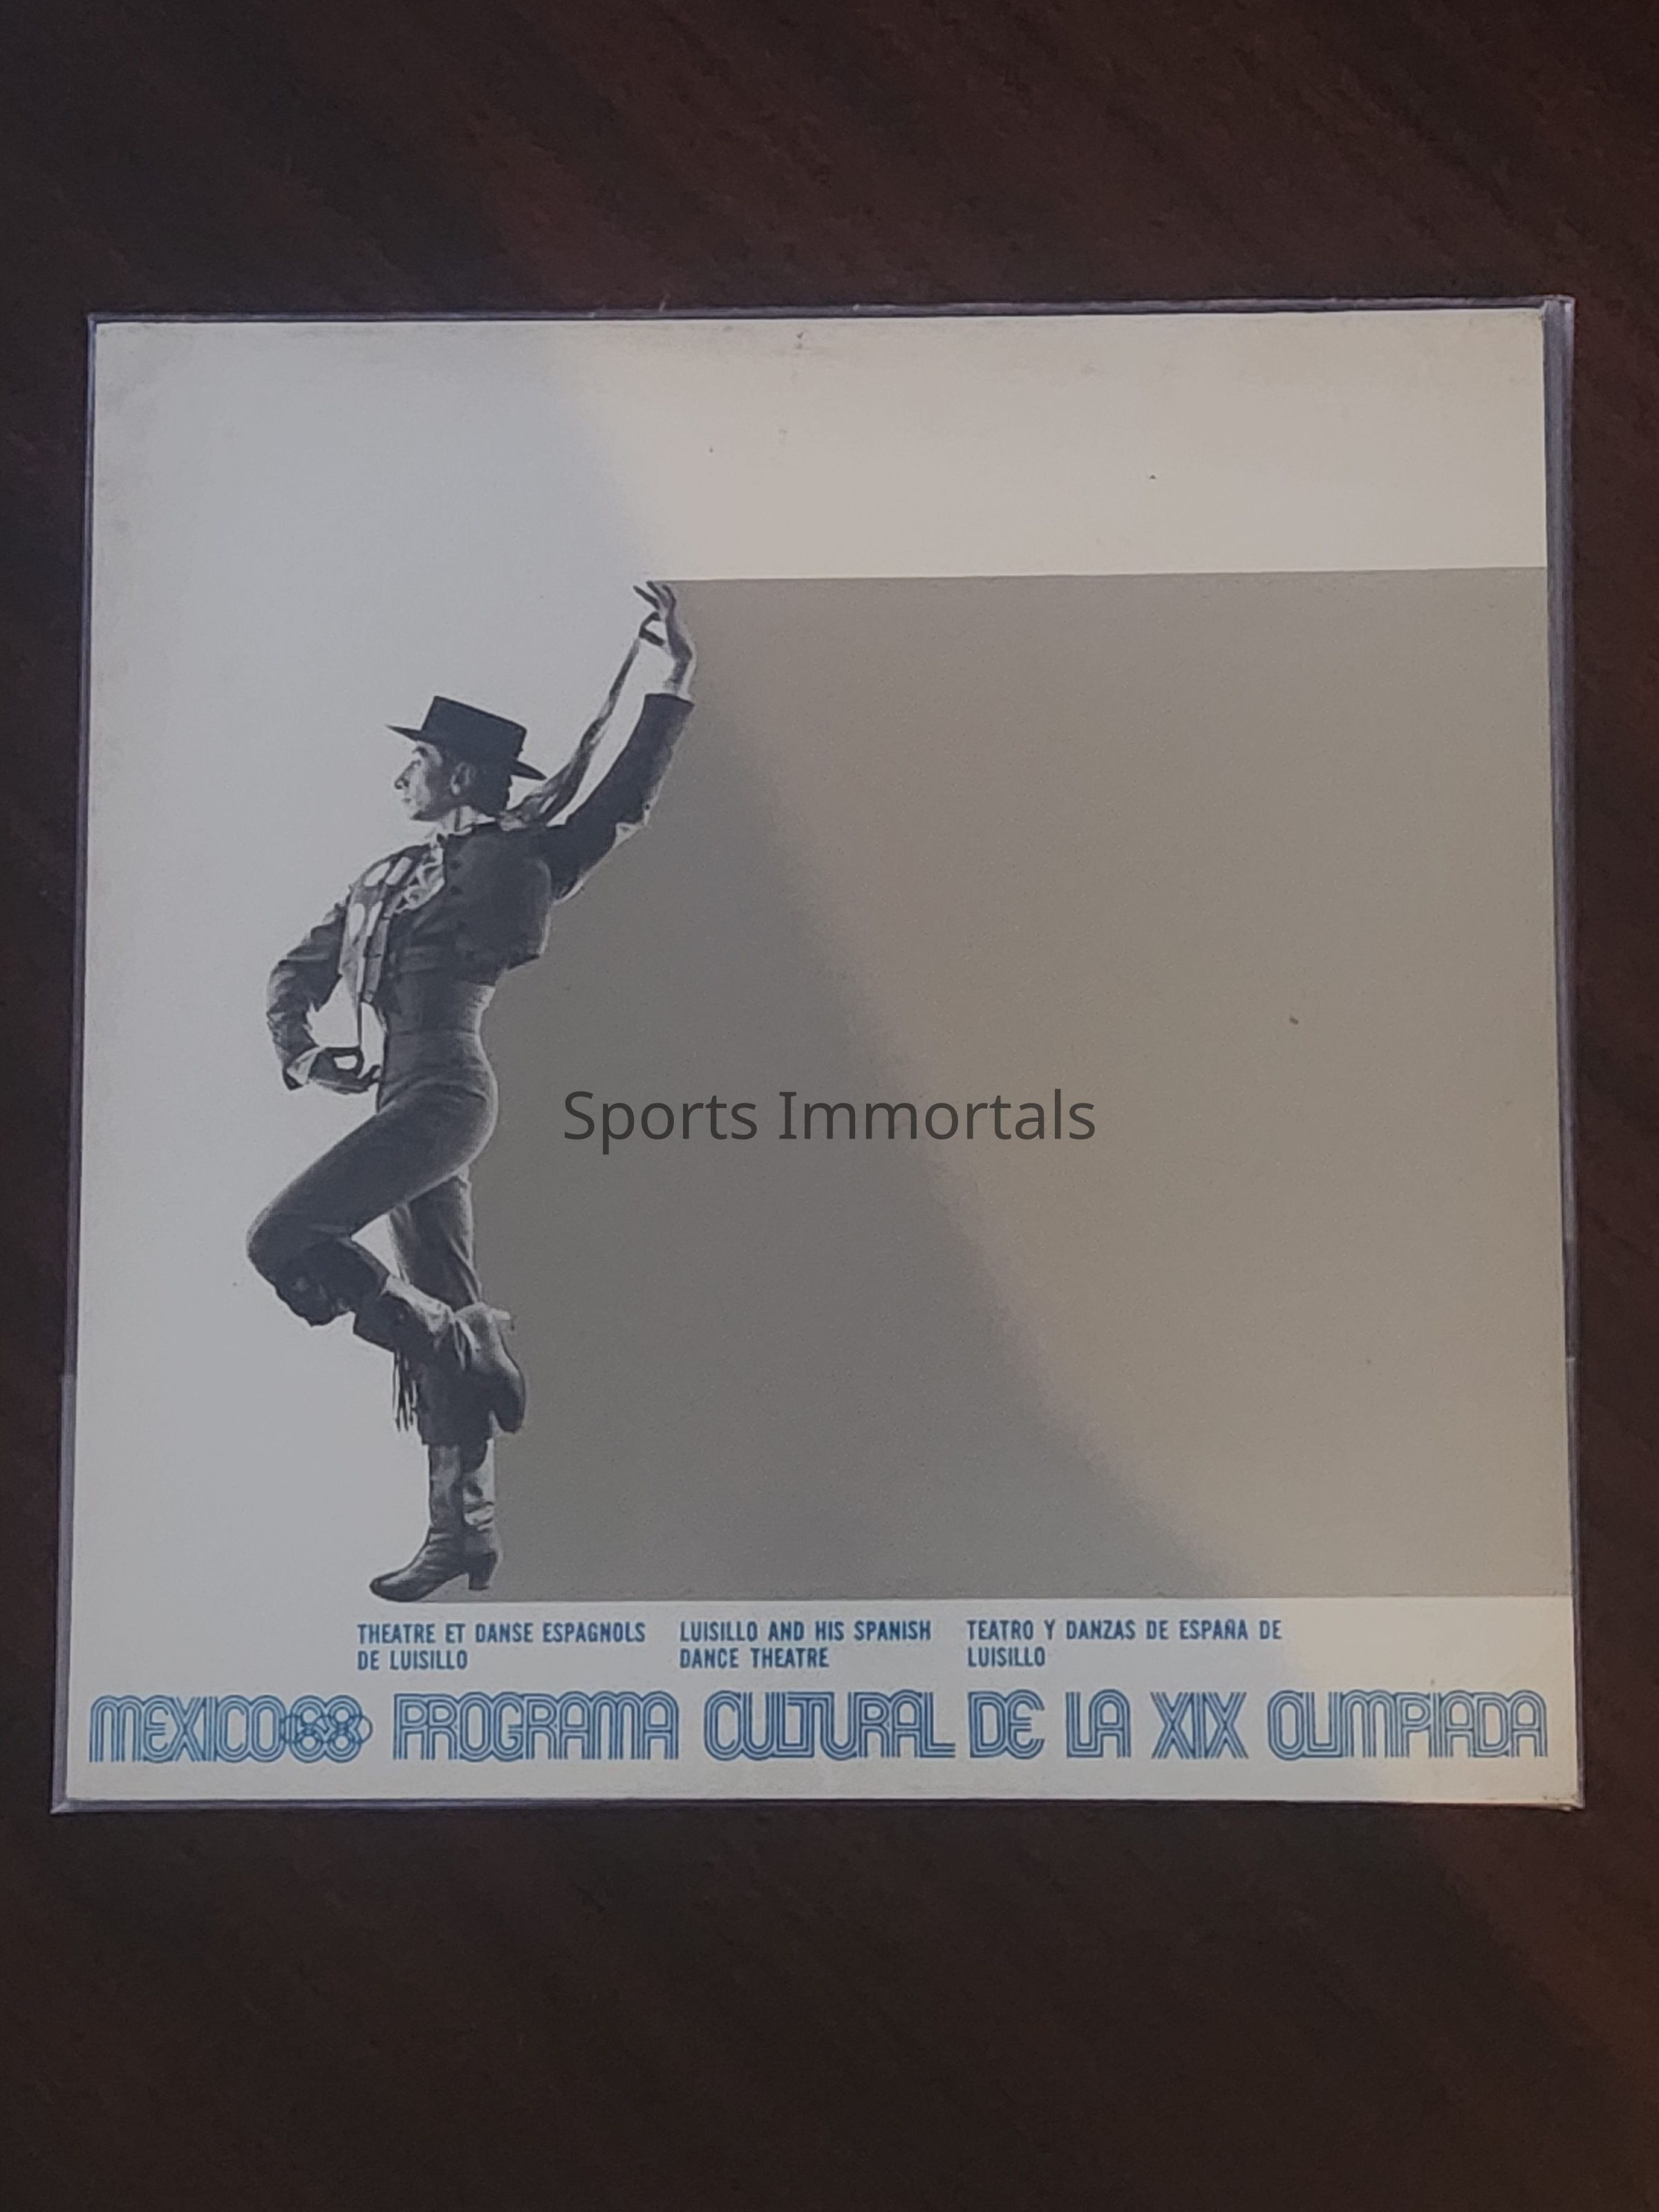 Sports Immortals
THEATRE ET DANSE ESPAGNOLS
DE LUISILLO
LUISILLO AND HIS SPANISH
DANCE THEATRE
TEATRO Y DANZAS DE ESPAÑA DE
LUISILLO
MEXICO68 PROGRAMA CULTURAL DE LA XIX OLIMPIADA